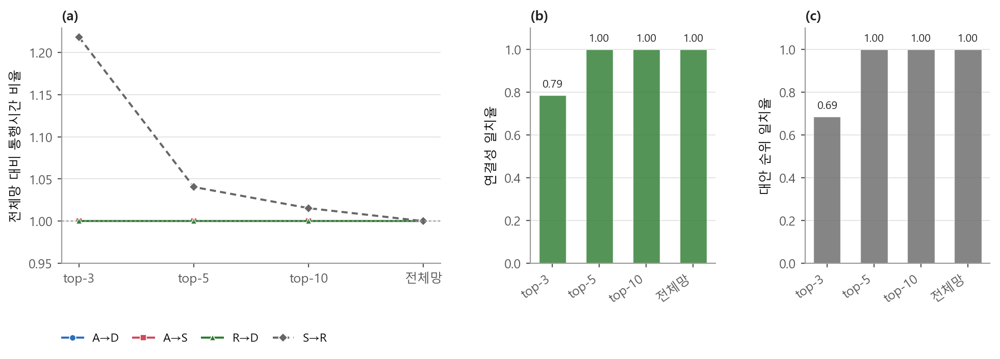 (a)
전체망 대비 통행시간 비율
1.20
1.15
1.10
1.05
1.00
0.95
top-3 top-5 top-10 전체망
A→D A→S R→D S→R
(b)
연결성 일치율
1.0
0.8
0.6
0.4
0.2
0.0
0.79 1.00 1.00 1.00
top-3 top-5 top-10 전체망
(c)
대안 순위 일치율
1.0
0.8
0.6
0.4
0.2
0.0
0.69 1.00 1.00 1.00
top-3 top-5 top-10 전체망